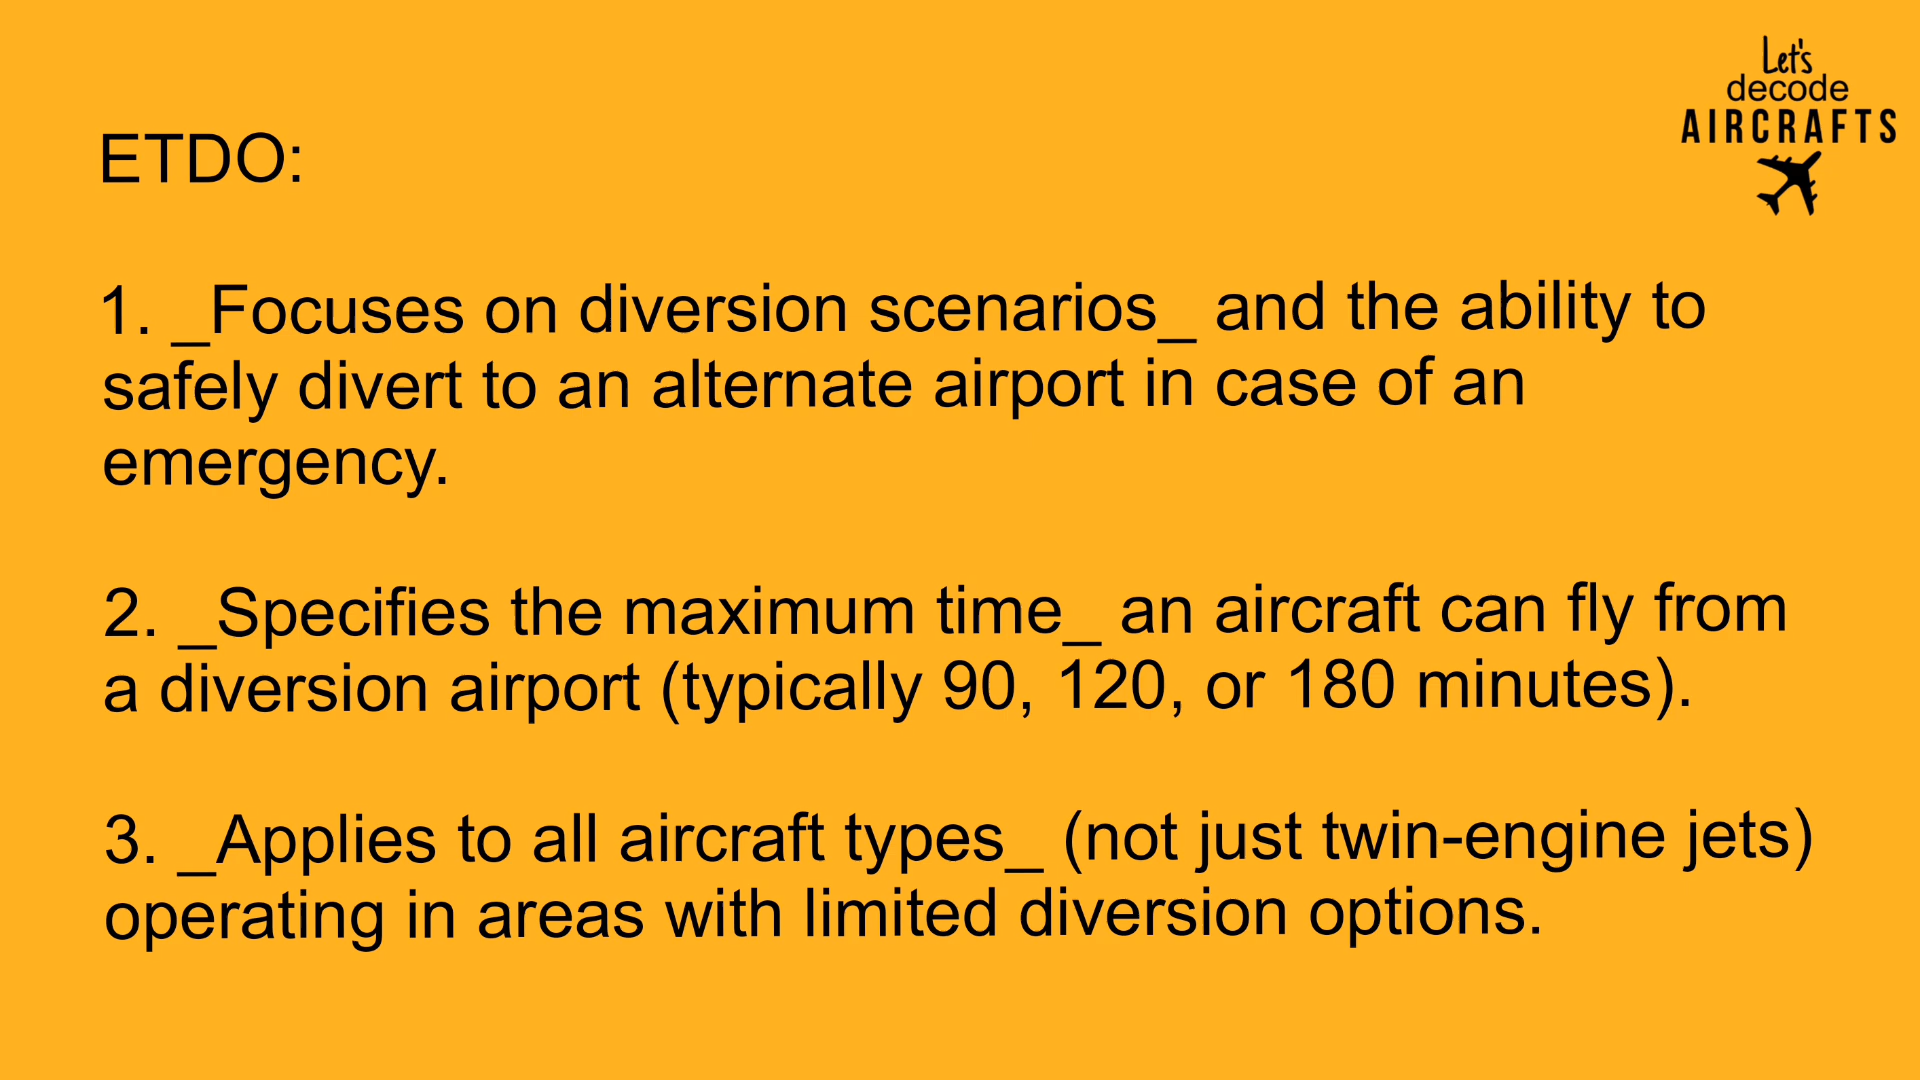 Let's
decode
AIRCRAFTS
ETDO:
1. _Focuses on diversion scenarios_ and the ability to
safely divert to an alternate airport in case of an
emergency.
2. _Specifies the maximum time_ an aircraft can fly from
a diversion airport (typically 90, 120, or 180 minutes).
3. _Applies to all aircraft types_ (not just twin-engine jets)
operating in areas with limited diversion options.